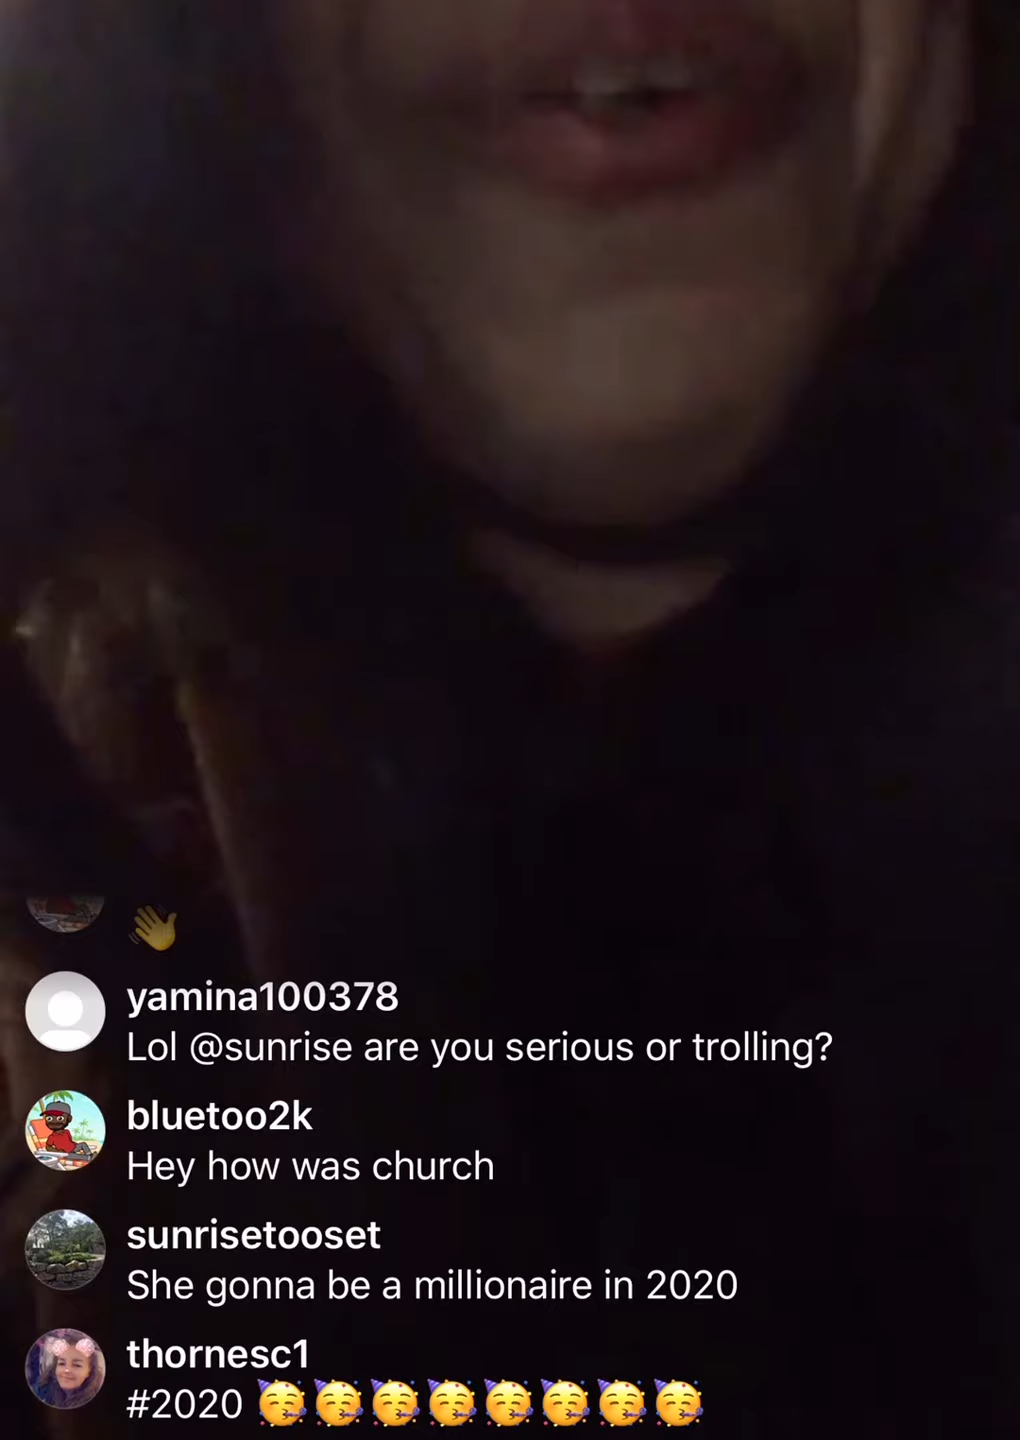 👋
yamina100378
Lol @sunrise are you serious or trolling?
bluetoo2k
Hey how was church
sunrisetooset
She gonna be a millionaire in 2020
thornesc1
#2020 🥳🥳🥳🥳🥳🥳🥳🥳